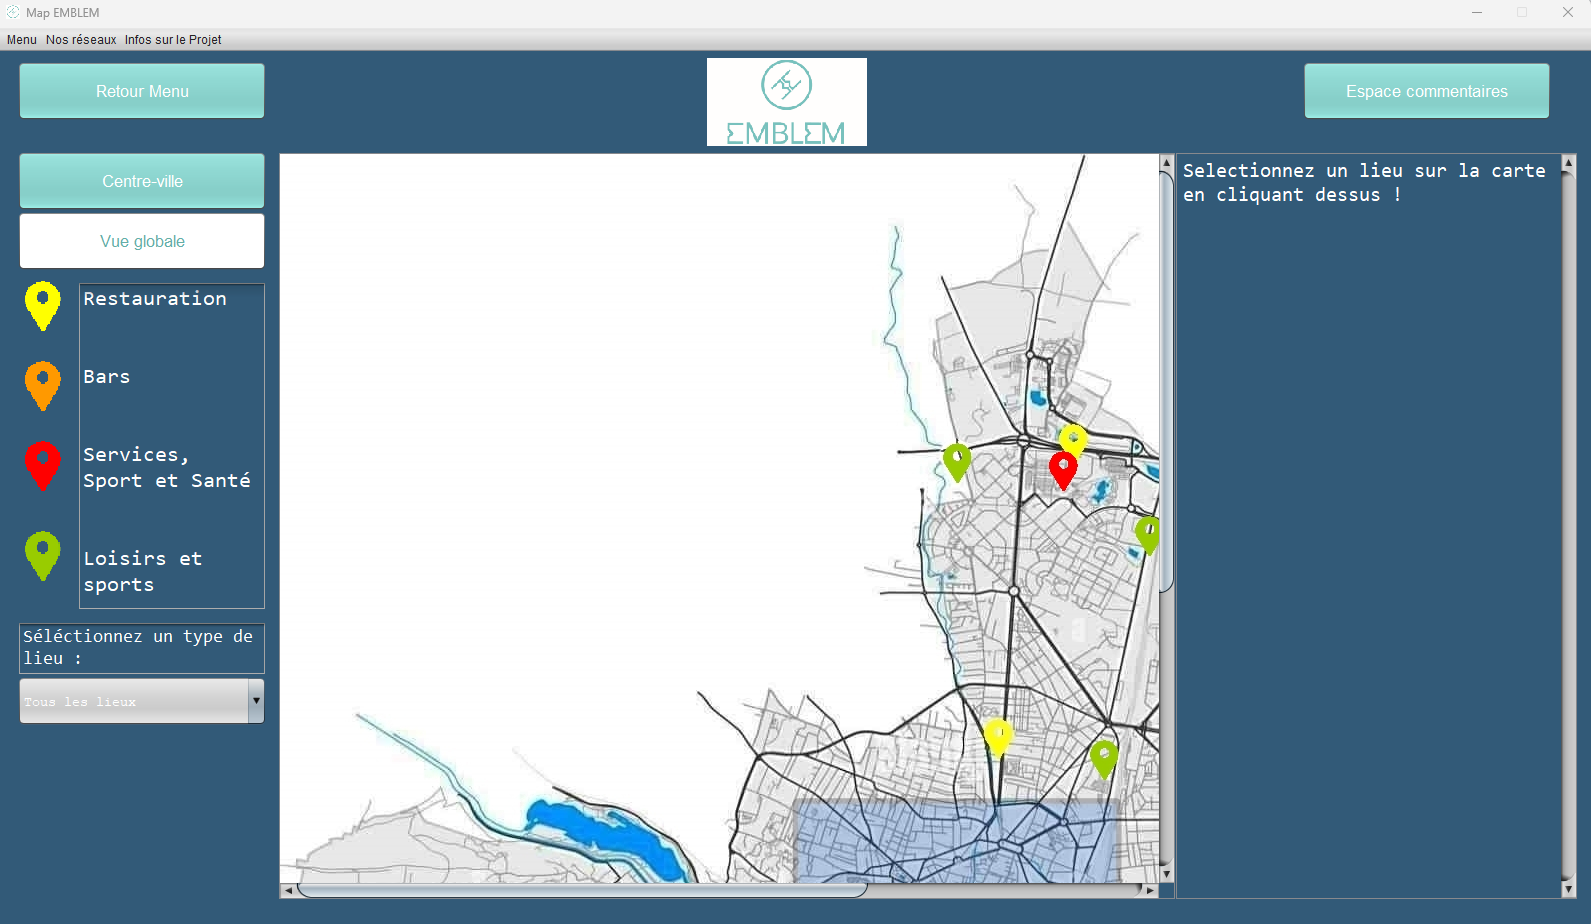 Map EMBLEM
Menu Nos réseaux Infos sur le Projet
Retour Menu
EMBLEM
Espace commentaires
Centre-ville
Vue globale
Restauration
Bars
Services,
Sport et Santé
Loisirs et
sports
Séléctionnez un type de
lieu :
Tous les lieux
Selectionnez un lieu sur la carte
en cliquant dessus !